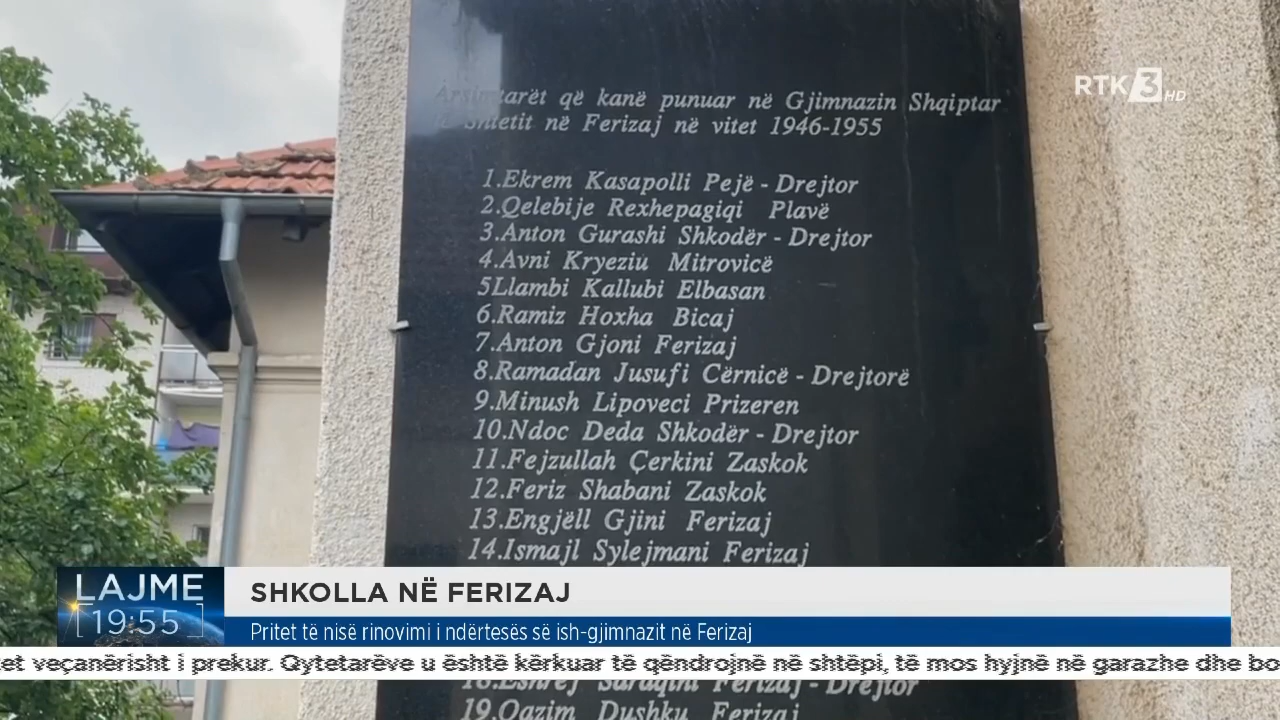 RTK 3 HD
Arsimtarët që kanë punuar në Gjimnazin Shqiptar
Shtetit në Ferizaj në vitet 1946-1955
1.Ekrem Kasapolli Pejë - Drejtor
2.Qelebije Rexhepagiqi Plavë
3.Anton Gurashi Shkodër - Drejtor
4.Avni Kryeziu Mitrovicë
5Llambi Kallubi Elbasan
6.Ramiz Hoxha Bicaj
7.Anton Gjoni Ferizaj
8.Ramadan Jusufi Cërnicë - Drejtorë
9.Minush Lipoveci Prizeren
10.Ndoc Deda Shkodër - Drejtor
11.Fejzullah Çerkini Zaskok
12.Feriz Shabani Zaskok
13.Engjëll Gjini Ferizaj
14.Ismajl Sylejmani Ferizaj
LAJME
19:55
SHKOLLA NË FERIZAJ
Pritet të nisë rinovimi i ndërtesës së ish-gjimnazit në Ferizaj
veçanërisht i prekur. Qytetarëve u është kërkuar të qëndrojnë në shtëpi, të mos hyjnë në garazhe dhe
18.Eshref Saraqini Ferizaj - Drejtor
19.Qazim Dushku Ferizaj